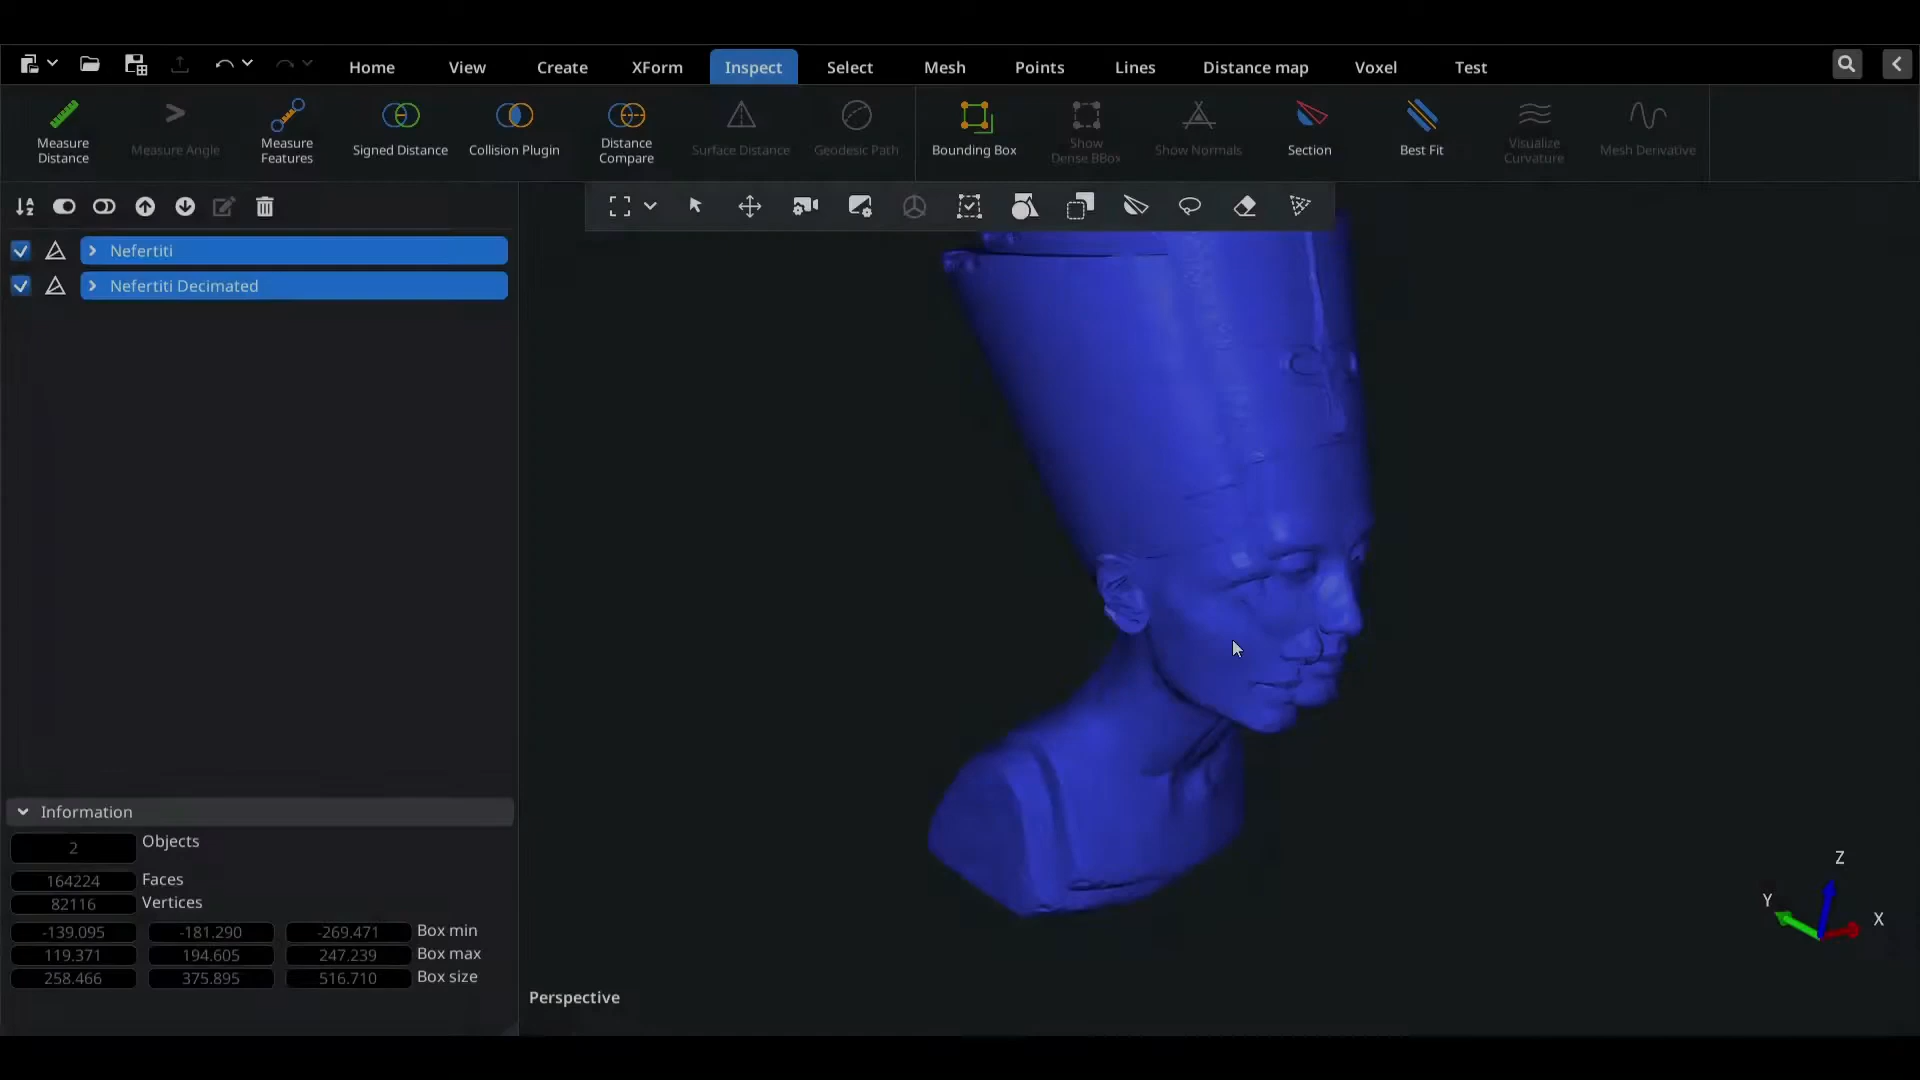 Home View Create XForm Inspect Select Mesh Points Lines Distance map Voxel Test
Measure Distance
Measure Angle
Measure Features
Signed Distance
Collision Plugin
Distance Compare
Surface Distance
Geodesic Path
Bounding Box
Show Dense BBox
Show Normals
Section
Best Fit
Visualize Curvature
Mesh Derivative
Nefertiti
Nefertiti Decimated
Information
2 Objects
164224 Faces
82116 Vertices
-139.095 -181.290 -269.471 Box min
119.371 194.605 247.239 Box max
258.466 375.895 516.710 Box size
Perspective
Z
Y
X